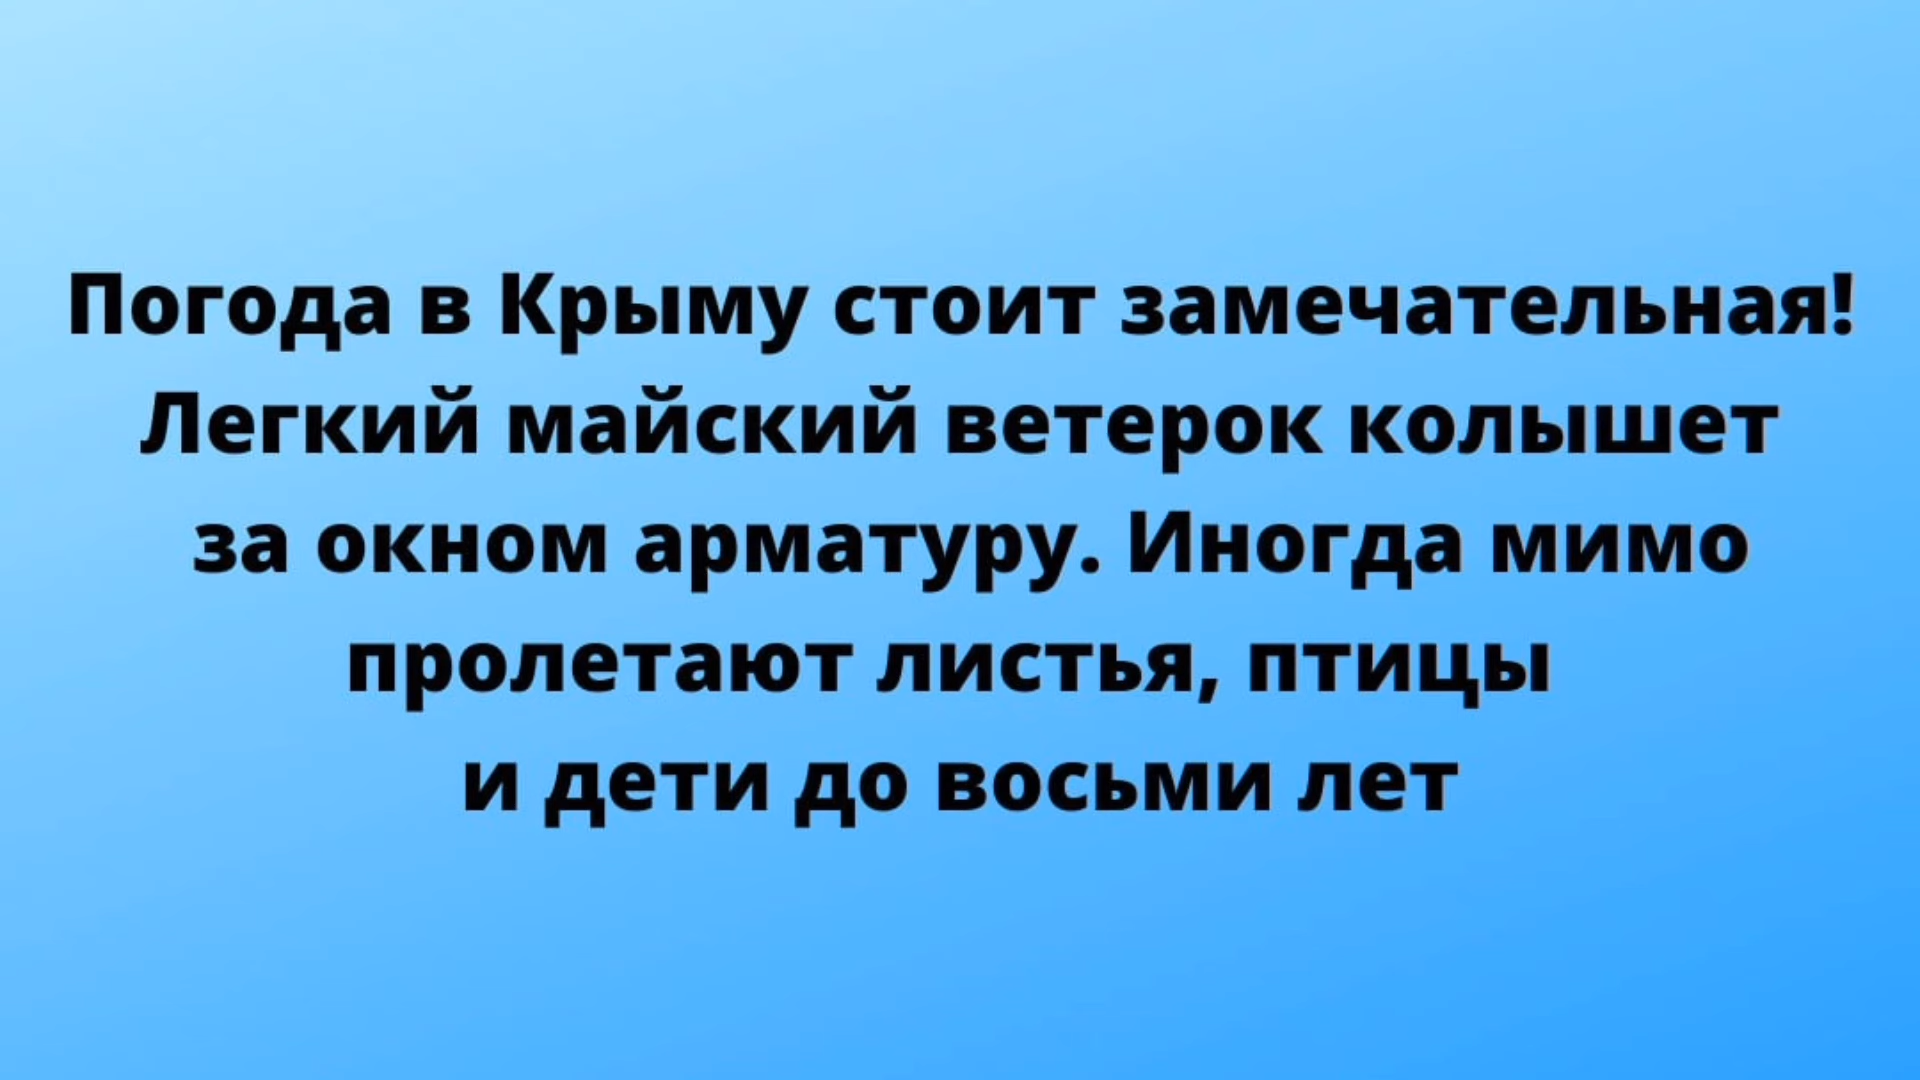 Погода в Крыму стоит замечательная!
Легкий майский ветерок колышет
за окном арматуру. Иногда мимо
пролетают листья, птицы
и дети до восьми лет